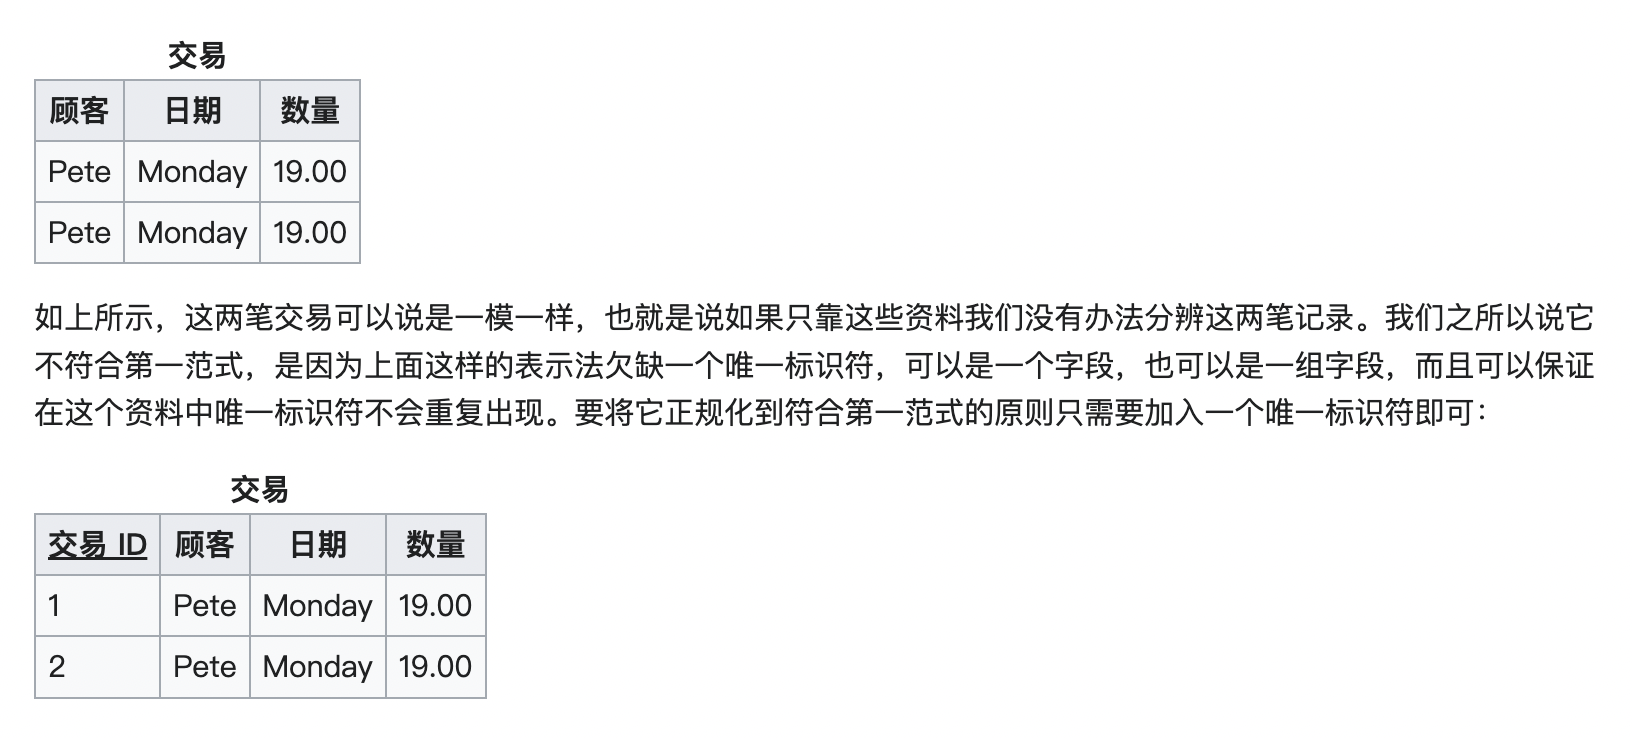 交易
顾客 日期 数量
Pete Monday 19.00
Pete Monday 19.00
如上所示，这两笔交易可以说是一模一样，也就是说如果只靠这些资料我们没有办法分辨这两笔记录。我们之所以说它
不符合第一范式，是因为上面这样的表示法欠缺一个唯一标识符，可以是一个字段，也可以是一组字段，而且可以保证
在这个资料中唯一标识符不会重复出现。要将它正规化到符合第一范式的原则只需要加入一个唯一标识符即可：
交易
交易 ID 顾客 日期 数量
1 Pete Monday 19.00
2 Pete Monday 19.00